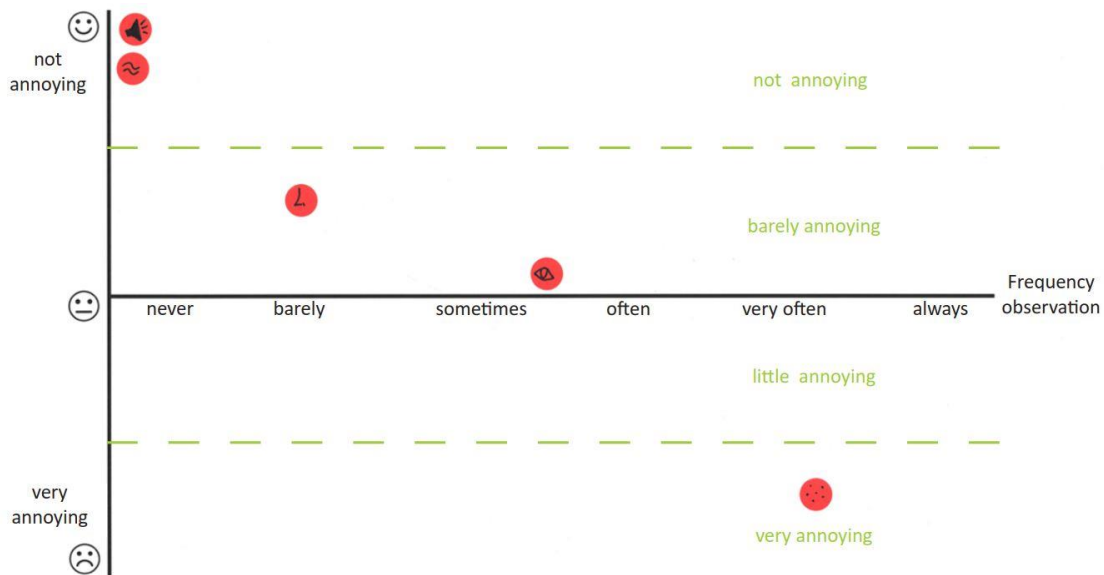 not
annoying
not annoying
barely annoying
never barely sometimes often very often always
Frequency
observation
little annoying
very
annoying
very annoying